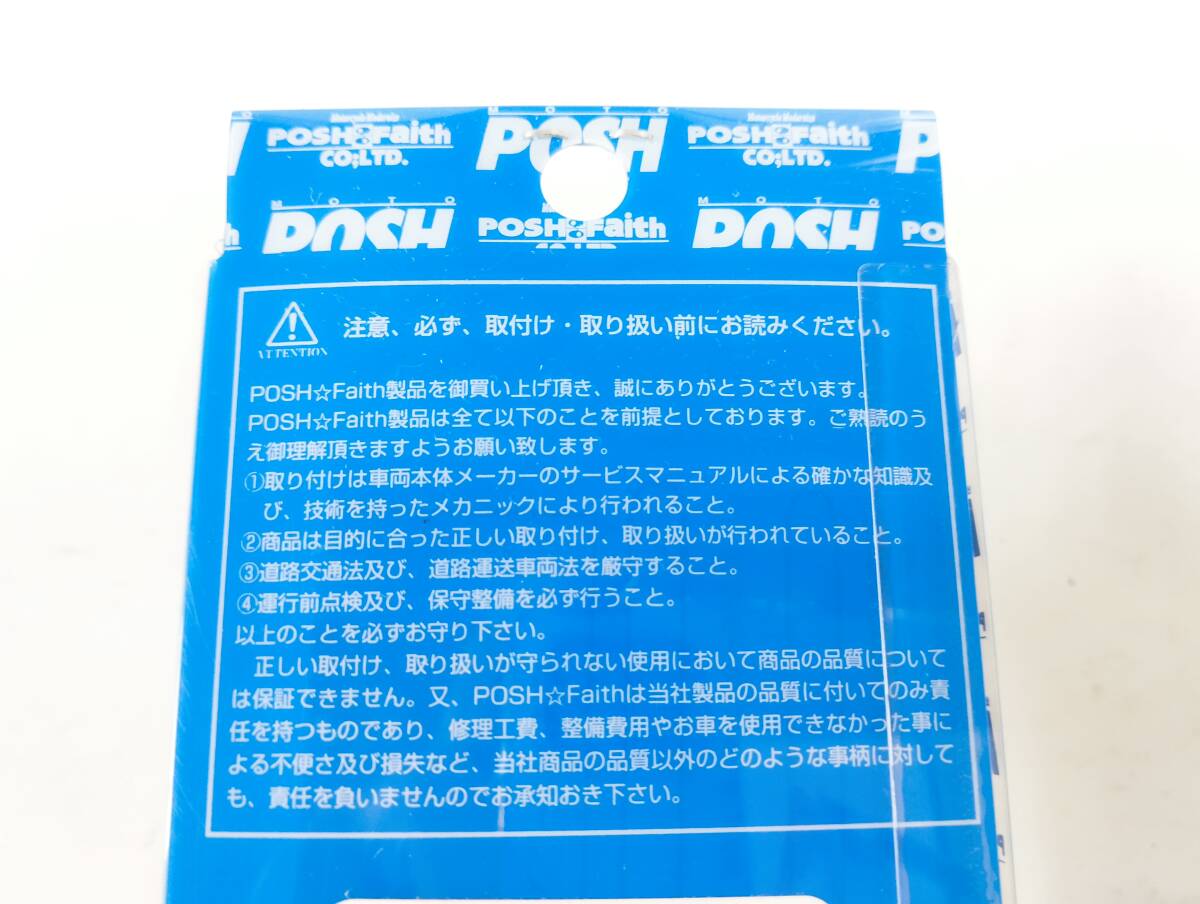 Motorcycle Modernize MOTO Motorcycle Modernize
POSH&Faith POSH POSH&Faith P
CO;LTD. CO;LTD.
MOTO MOTO
h POSH POSH&Faith POSH PO
CO;LTD.
注意、必ず、取付け・取り扱い前にお読みください。
ATTENTION
POSH☆Faith製品を御買い上げ頂き、誠にありがとうございます。
POSH☆Faith製品は全て以下のことを前提としております。ご熟読のう
え御理解頂きますようお願い致します。
①取り付けは車両本体メーカーのサービスマニュアルによる確かな知識及
び、技術を持ったメカニックにより行われること。
②商品は目的に合った正しい取り付け、取り扱いが行われていること。
③道路交通法及び、道路運送車両法を厳守すること。
④運行前点検及び、保守整備を必ず行うこと。
以上のことを必ずお守り下さい。
正しい取付け、取り扱いが守られない使用において商品の品質について
は保証できません。又、POSH☆Faithは当社製品の品質に付いてのみ責
任を持つものであり、修理工費、整備費用やお車を使用できなかった事に
よる不便さ及び損失など、当社商品の品質以外のどのような事柄に対して
も、責任を負いませんのでお承知おき下さい。